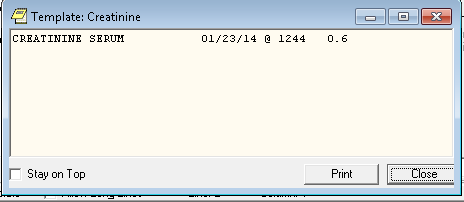 Template: Creatinine
CREATININE SERUM 01/23/14 @ 1244 0.6
Stay on Top
Print
Close